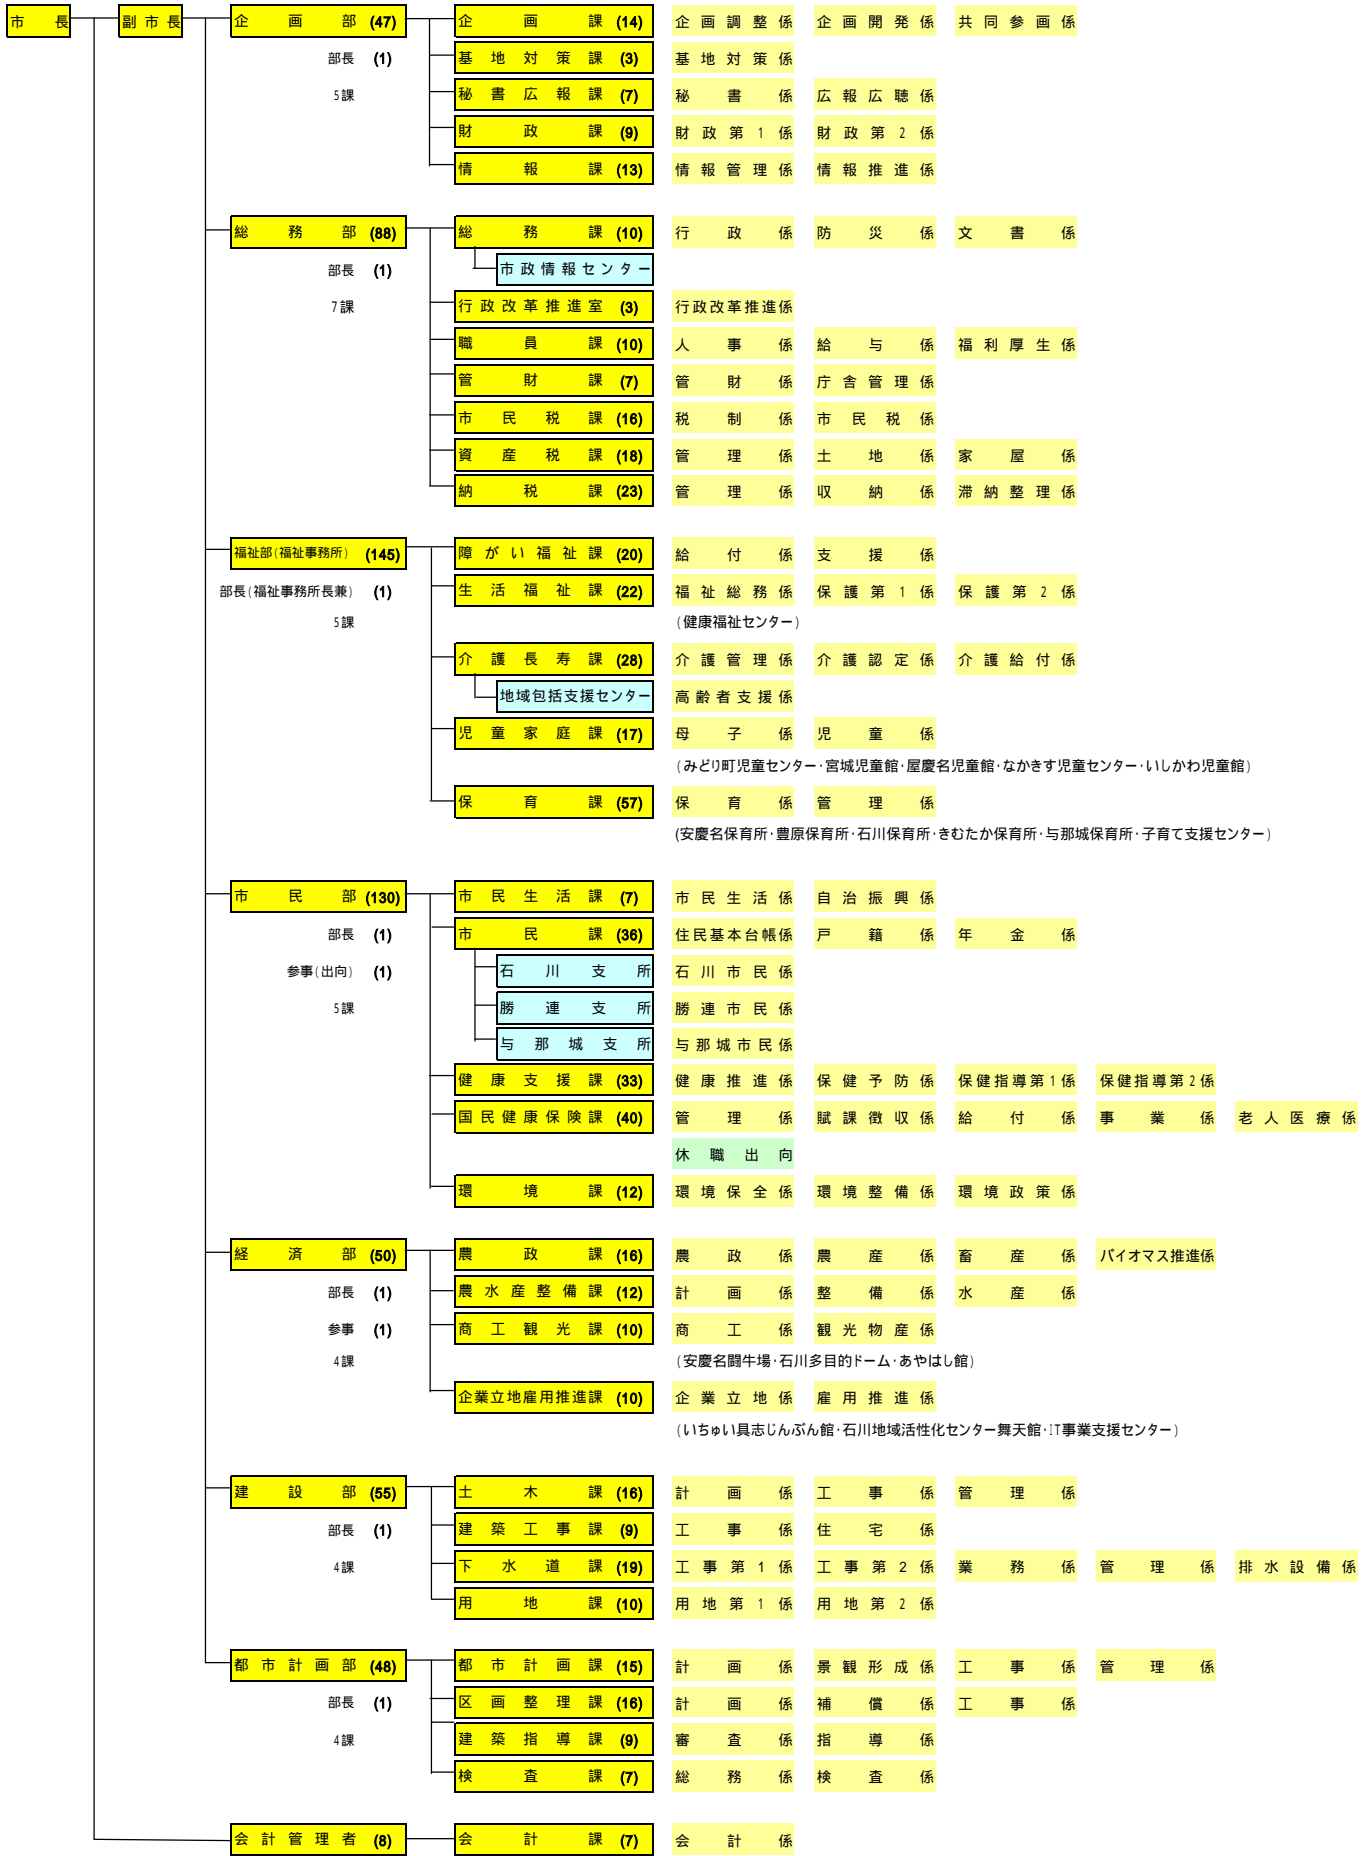 市長 副市長 企画部 (47) 企画課 (14) 企画調整係 企画開発係 共同参画係
部長 (1) 基地対策課 (3) 基地対策係
5課 秘書広報課 (7) 秘書係 広報広聴係
財政課 (9) 財政第1係 財政第2係
情報課 (13) 情報管理係 情報推進係
総務部 (88) 総務課 (10) 行政係 防災係 文書係
部長 (1) 市政情報センター
7課 行政改革推進室 (3) 行政改革推進係
職員課 (10) 人事係 給与係 福利厚生係
管財課 (7) 管財係 庁舎管理係
市民税課 (16) 税制係 市民税係
資産税課 (18) 管理係 土地係 家屋係
納税課 (23) 管理係 収納係 滞納整理係
福祉部(福祉事務所) (145) 障がい福祉課 (20) 給付係 支援係
部長(福祉事務所長兼) (1) 生活福祉課 (22) 福祉総務係 保護第1係 保護第2係
5課 (健康福祉センター)
介護長寿課 (28) 介護管理係 介護認定係 介護給付係
地域包括支援センター 高齢者支援係
児童家庭課 (17) 母子係 児童係
(みどり町児童センター・宮城児童館・屋慶名児童館・なかきす児童センター・いしかわ児童館)
保育課 (57) 保育係 管理係
(安慶名保育所・豊原保育所・石川保育所・きむたか保育所・与那城保育所・子育て支援センター)
市民部 (130) 市民生活課 (7) 市民生活係 自治振興係
部長 (1) 市民課 (36) 住民基本台帳係 戸籍係 年金係
参事(出向) (1) 石川支所 石川市民係
5課 勝連支所 勝連市民係
与那城支所 与那城市民係
健康支援課 (33) 健康推進係 保健予防係 保健指導第1係 保健指導第2係
国民健康保険課 (40) 管理係 賦課徴収係 給付係 事業係 老人医療係
休職出向
環境課 (12) 環境保全係 環境整備係 環境政策係
経済部 (50) 農政課 (16) 農政係 農産係 畜産係 バイオマス推進係
部長 (1) 農水産整備課 (12) 計画係 整備係 水産係
参事 (1) 商工観光課 (10) 商工係 観光物産係
4課 (安慶名闘牛場・石川多目的ドーム・あやはし館)
企業立地雇用推進課 (10) 企業立地係 雇用推進係
(いちゅい具志じんぶん館・石川地域活性化センター舞天館・IT事業支援センター)
建設部 (55) 土木課 (16) 計画係 工事係 管理係
部長 (1) 建築工事課 (9) 工事係 住宅係
4課 下水道課 (19) 工事第1係 工事第2係 業務係 管理係 排水設備係
用地課 (10) 用地第1係 用地第2係
都市計画部 (48) 都市計画課 (15) 計画係 景観形成係 工事係 管理係
部長 (1) 区画整理課 (16) 計画係 補償係 工事係
4課 建築指導課 (9) 審査係 指導係
検査課 (7) 総務係 検査係
会計管理者 (8) 会計課 (7) 会計係